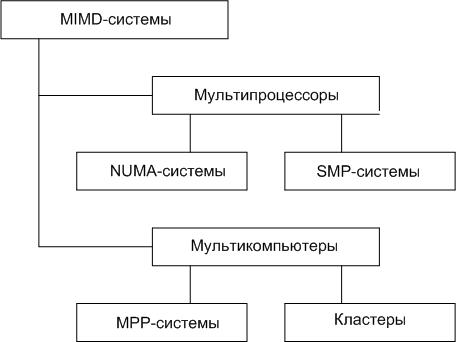 MIMD-системы
Мультипроцессоры
NUMA-системы
SMP-системы
Мультикомпьютеры
MPP-системы
Кластеры